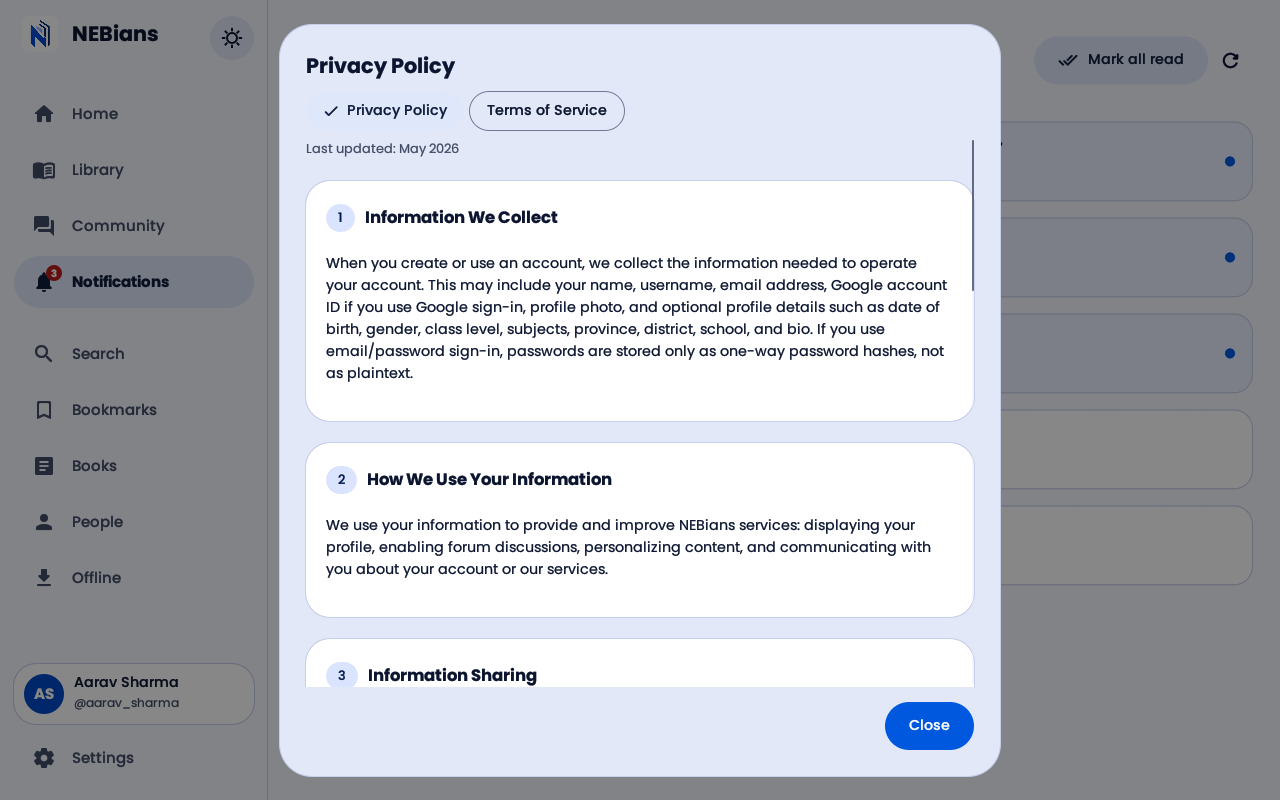 NEBians
Home
Library
Community
3
Notifications
Search
Bookmarks
Books
People
Offline
AS
Aarav Sharma
@aarav_sharma
Settings
Mark all read
Privacy Policy
Privacy Policy
Terms of Service
Last updated: May 2026
1 Information We Collect
When you create or use an account, we collect the information needed to operate
your account. This may include your name, username, email address, Google account
ID if you use Google sign-in, profile photo, and optional profile details such as date of
birth, gender, class level, subjects, province, district, school, and bio. If you use
email/password sign-in, passwords are stored only as one-way password hashes, not
as plaintext.
2 How We Use Your Information
We use your information to provide and improve NEBians services: displaying your
profile, enabling forum discussions, personalizing content, and communicating with
you about your account or our services.
3 Information Sharing
Close